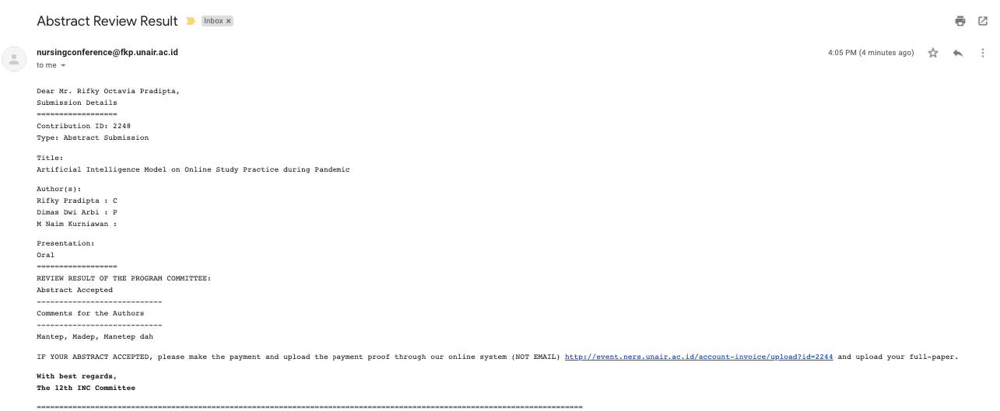 Abstract Review Result Inbox ×
nursingconference@fkp.unair.ac.id 4:05 PM (4 minutes ago)
to me
Dear Mr. Rifky Octavia Pradipta,
Submission Details
==================
Contribution ID: 2248
Type: Abstract Submission
Title:
Artificial Intelligence Model on Online Study Practice during Pandemic
Author(s):
Rifky Pradipta : C
Dimas Dwi Arbi : P
M Naim Kurniawan :
Presentation:
Oral
==================
REVIEW RESULT OF THE PROGRAM COMMITTEE:
Abstract Accepted
----------------------------
Comments for the Authors
----------------------------
Mantep, Madep, Manetep dah
IF YOUR ABSTRACT ACCEPTED, please make the payment and upload the payment proof through our online system (NOT EMAIL) http://event.ners.unair.ac.id/account-invoice/upload?id=2244 and upload your full-paper.
With best regards,
The 12th INC Committee
==========================================================================================================================